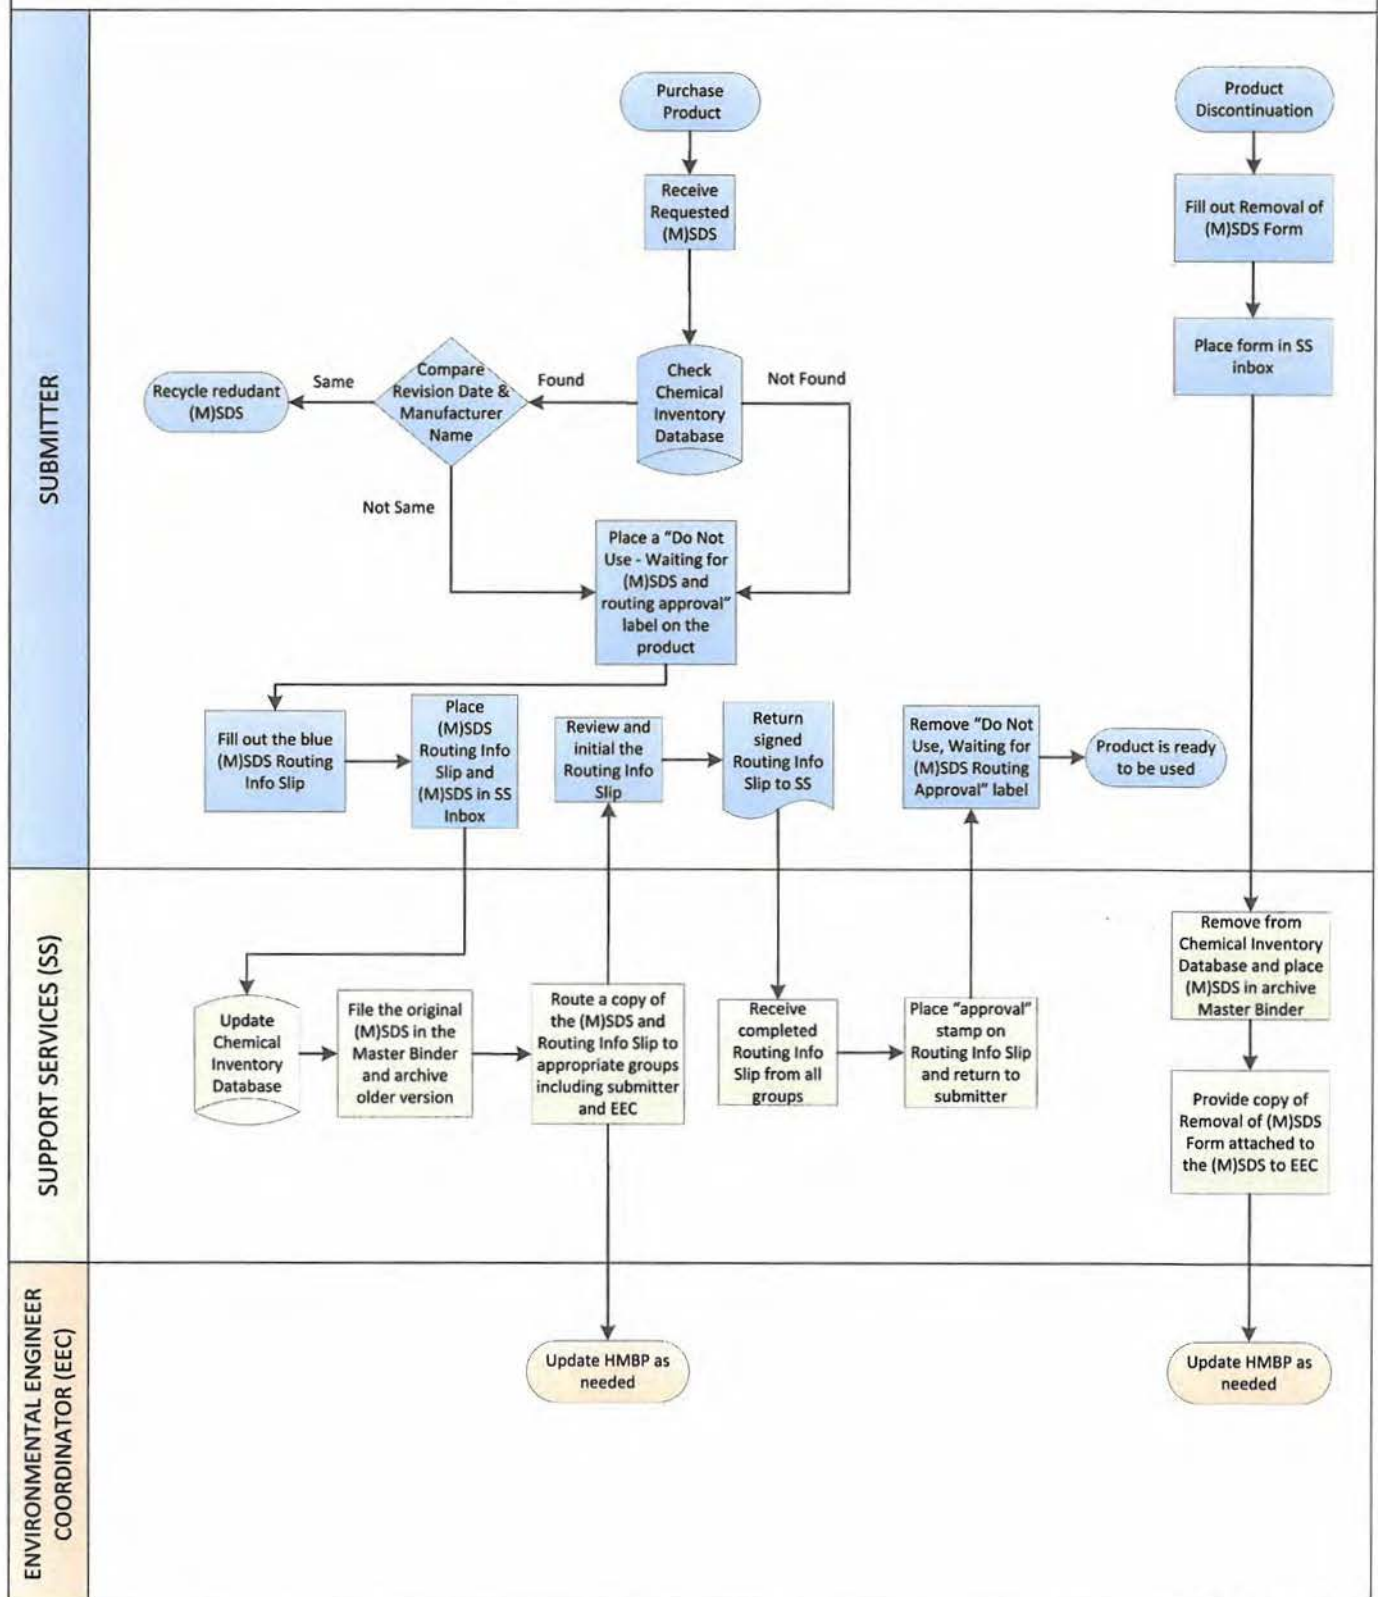 SUBMITTER
Purchase
Product
Receive
Requested
(M)SDS
Check
Chemical
Inventory
Database
Found
Not Found
Compare
Revision Date &
Manufacturer
Name
Same
Recycle redudant
(M)SDS
Not Same
Place a “Do Not
Use - Waiting for
(M)SDS and
routing approval”
label on the
product
Fill out the blue
(M)SDS Routing
Info Slip
Place
(M)SDS
Routing Info
Slip and
(M)SDS in SS
Inbox
Review and
initial the
Routing Info
Slip
Return
signed
Routing Info
Slip to SS
Remove “Do Not
Use, Waiting for
(M)SDS Routing
Approval” label
Product is ready
to be used
Product
Discontinuation
Fill out Removal of
(M)SDS Form
Place form in SS
inbox
SUPPORT SERVICES (SS)
Update
Chemical
Inventory
Database
File the original
(M)SDS in the
Master Binder
and archive
older version
Route a copy of
the (M)SDS and
Routing Info Slip to
appropriate groups
including submitter
and EEC
Receive
completed
Routing Info
Slip from all
groups
Place “approval”
stamp on
Routing Info Slip
and return to
submitter
Remove from
Chemical Inventory
Database and place
(M)SDS in archive
Master Binder
Provide copy of
Removal of (M)SDS
Form attached to
the (M)SDS to EEC
ENVIRONMENTAL ENGINEER
COORDINATOR (EEC)
Update HMBP as
needed
Update HMBP as
needed